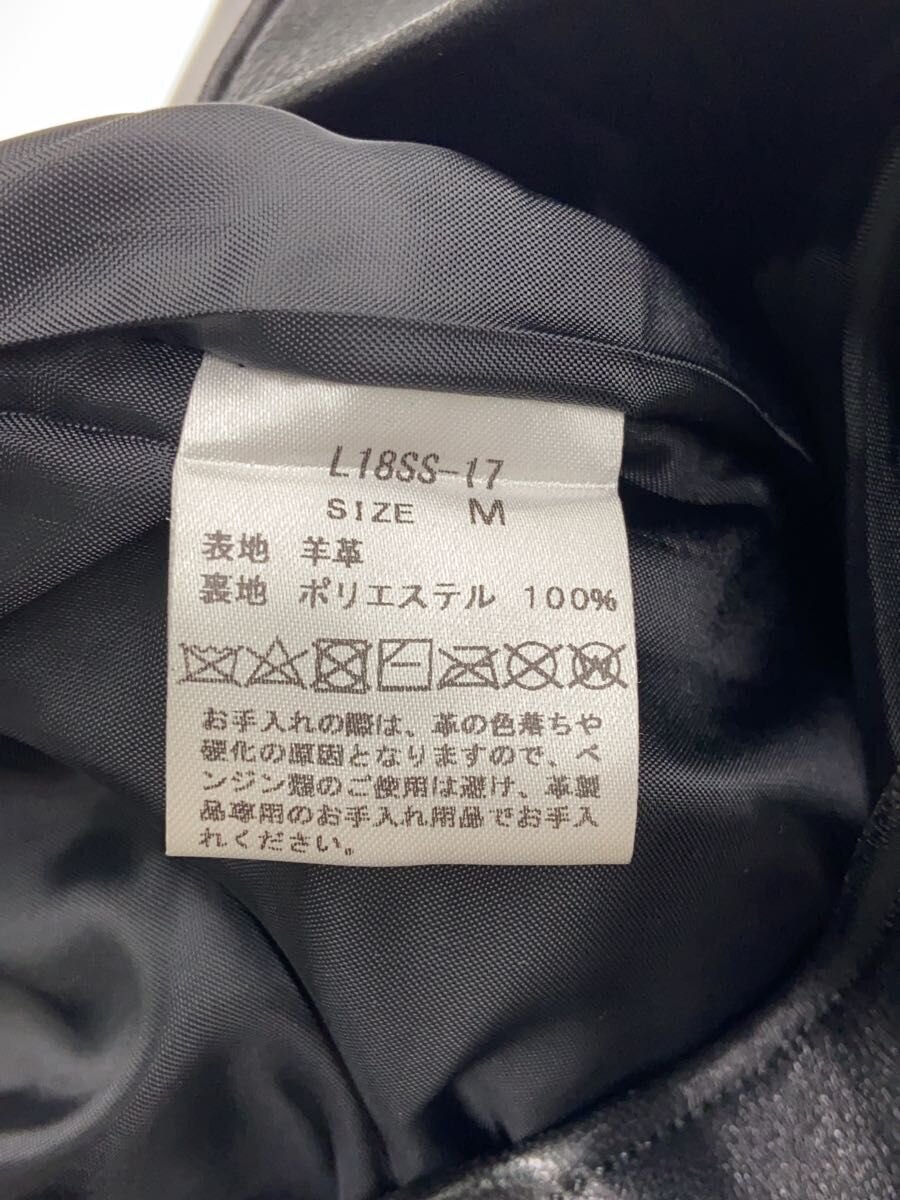 L18SS-17
SIZE M
表地 羊革
裏地 ポリエステル 100%
お手入れの際は、革の色落ちや
硬化の原因となりますので、ベ
ンジン類のご使用は避け、革製
品専用のお手入れ用品でお手入
れください。